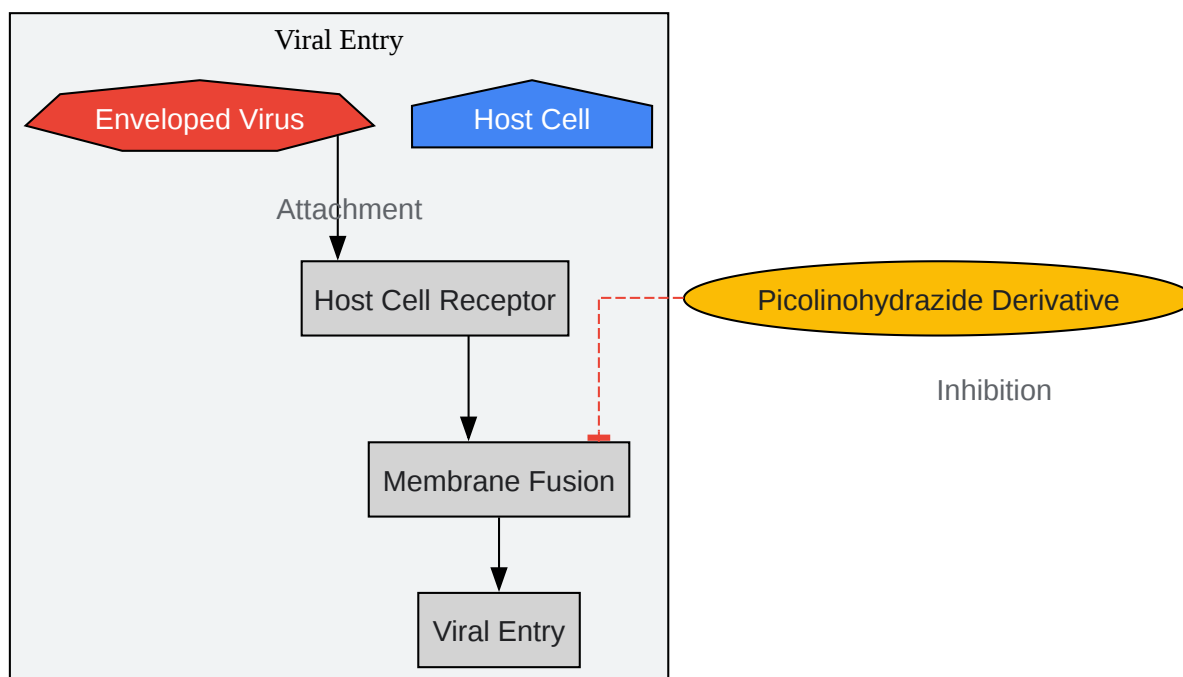 Viral Entry
Enveloped Virus
Host Cell
Attachment
Host Cell Receptor
Picolinohydrazide Derivative
Inhibition
Membrane Fusion
Viral Entry